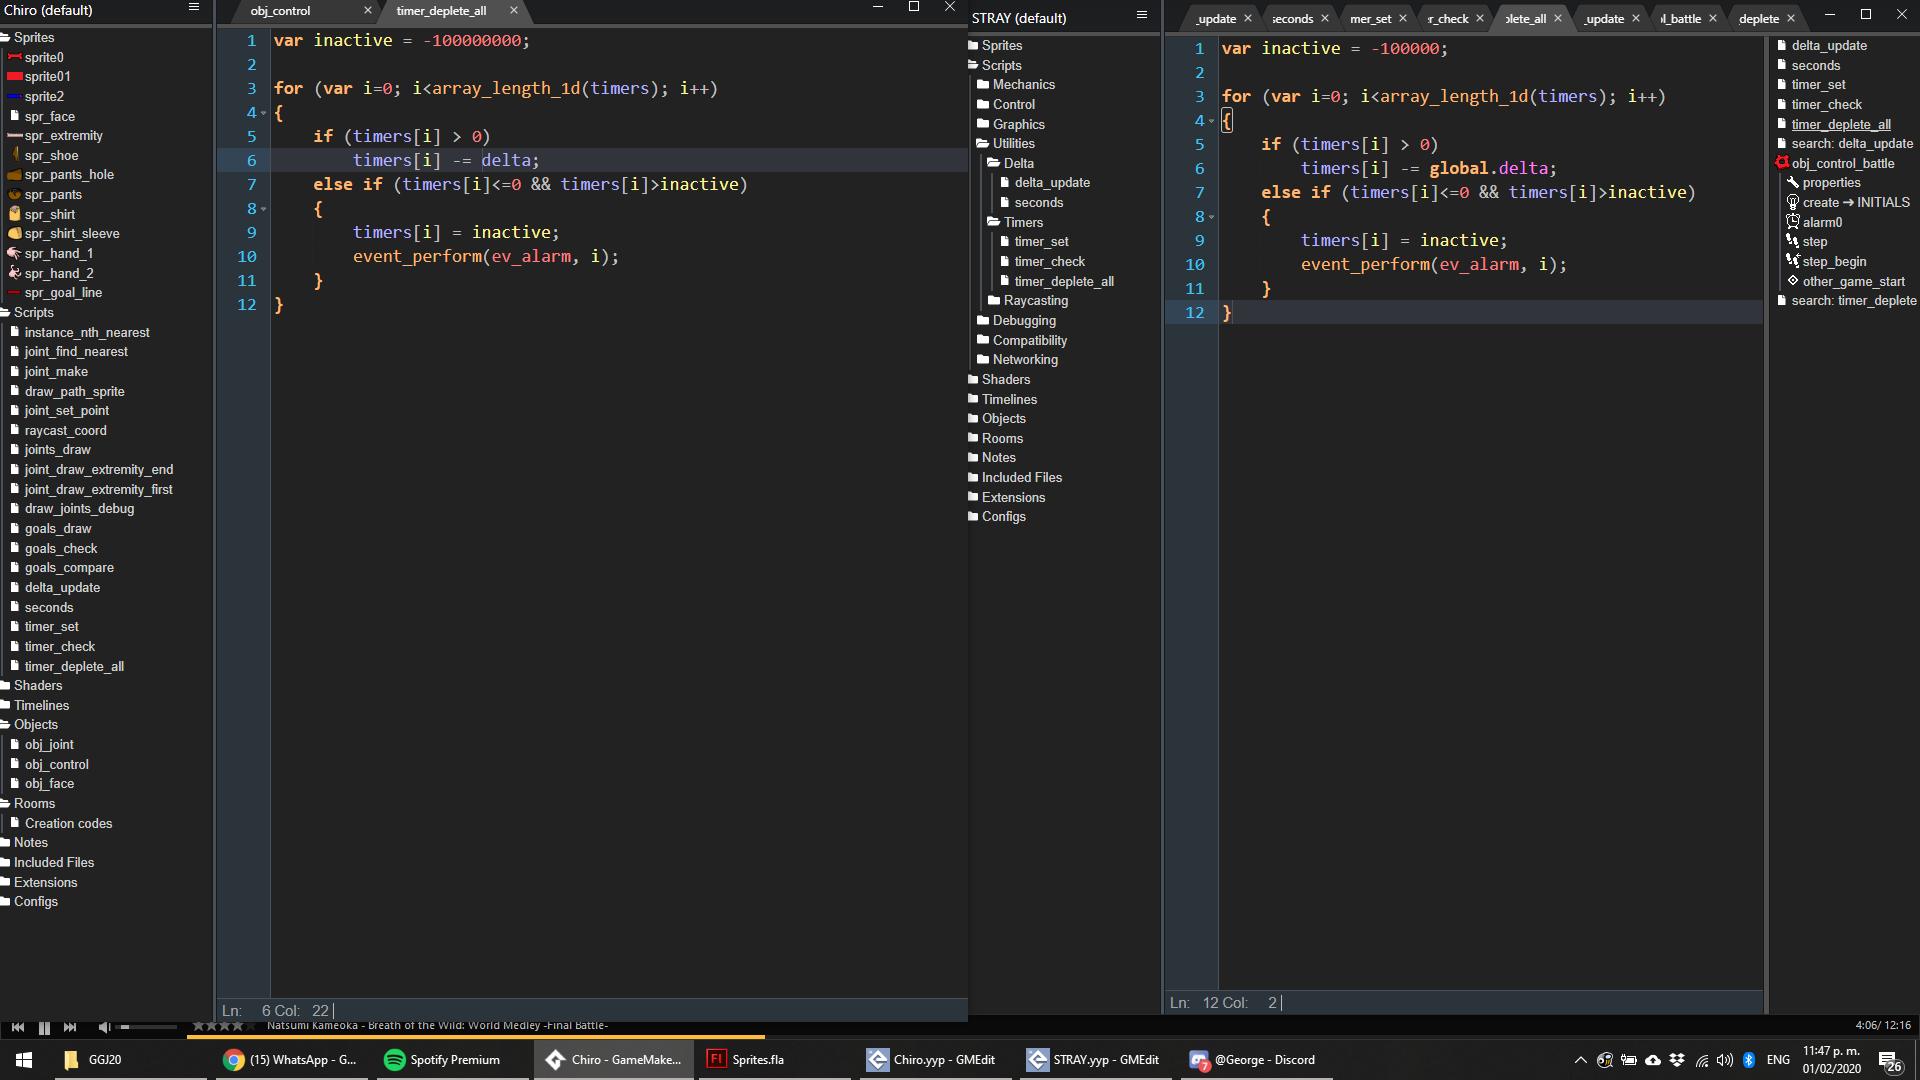 Chiro (default)
Sprites
sprite0
sprite01
sprite2
spr_face
spr_extremity
spr_shoe
spr_pants_hole
spr_pants
spr_shirt
spr_shirt_sleeve
spr_hand_1
spr_hand_2
spr_goal_line
Scripts
instance_nth_nearest
joint_find_nearest
joint_make
draw_path_sprite
joint_set_point
raycast_coord
joints_draw
joint_draw_extremity_end
joint_draw_extremity_first
draw_joints_debug
goals_draw
goals_check
goals_compare
delta_update
seconds
timer_set
timer_check
timer_deplete_all
Shaders
Timelines
Objects
obj_joint
obj_control
obj_face
Rooms
Creation codes
Notes
Included Files
Extensions
Configs
obj_control timer_deplete_all
1 var inactive = -100000000;
2
3 for (var i=0; i<array_length_1d(timers); i++)
4 {
5 if (timers[i] > 0)
6 timers[i] -= delta;
7 else if (timers[i]<=0 && timers[i]>inactive)
8 {
9 timers[i] = inactive;
10 event_perform(ev_alarm, i);
11 }
12 }
Ln: 6 Col: 22
STRAY (default)
Sprites
Scripts
Mechanics
Control
Graphics
Utilities
Delta
delta_update
seconds
Timers
timer_set
timer_check
timer_deplete_all
Raycasting
Debugging
Compatibility
Networking
Shaders
Timelines
Objects
Rooms
Notes
Included Files
Extensions
Configs
_update seconds mer_set r_check lete_all _update l_battle deplete
1 var inactive = -100000;
2
3 for (var i=0; i<array_length_1d(timers); i++)
4 {
5 if (timers[i] > 0)
6 timers[i] -= global.delta;
7 else if (timers[i]<=0 && timers[i]>inactive)
8 {
9 timers[i] = inactive;
10 event_perform(ev_alarm, i);
11 }
12 }
Ln: 12 Col: 2
delta_update
seconds
timer_set
timer_check
timer_deplete_all
search: delta_update
obj_control_battle
properties
create ➜ INITIALS
alarm0
step
step_begin
other_game_start
search: timer_deplete
Natsumi Kameoka - Breath of the Wild: World Medley -Final Battle-
4:06/ 12:16
GGJ20
(15) WhatsApp - G...
Spotify Premium
Chiro - GameMake...
Fl Sprites.fla
Chiro.yyp - GMEdit
STRAY.yyp - GMEdit
7 @George - Discord
ENG
11:47 p. m.
01/02/2020
26